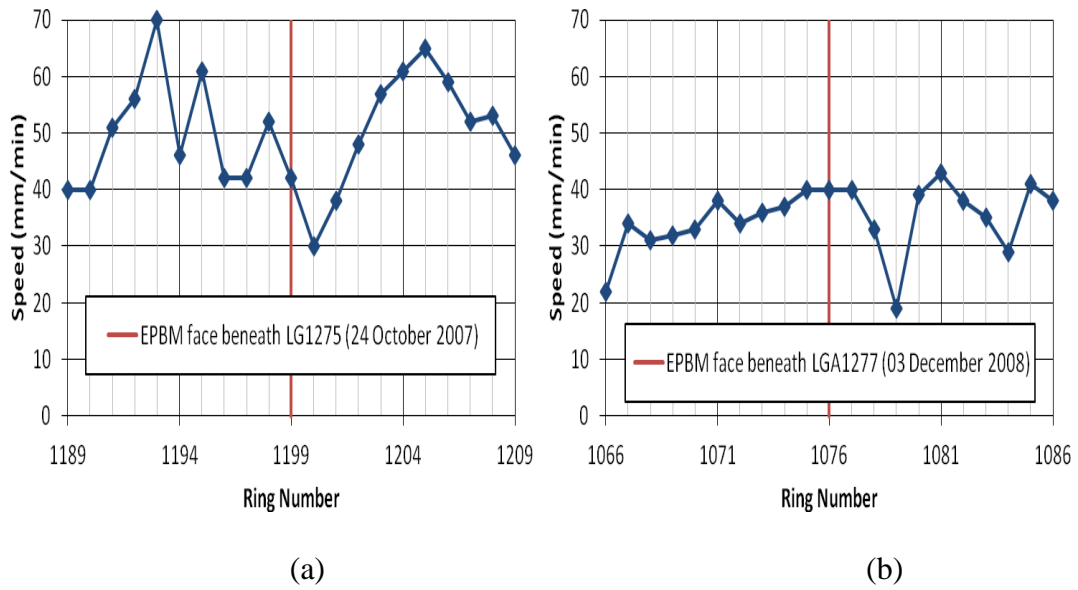 70
60
50
40
30
20
10
0
Speed (mm/min)
EPBM face beneath LG1275 (24 October 2007)
1189 1194 1199 1204 1209
Ring Number
(a)
70
60
50
40
30
20
10
0
Speed (mm/min)
EPBM face beneath LGA1277 (03 December 2008)
1066 1071 1076 1081 1086
Ring Number
(b)